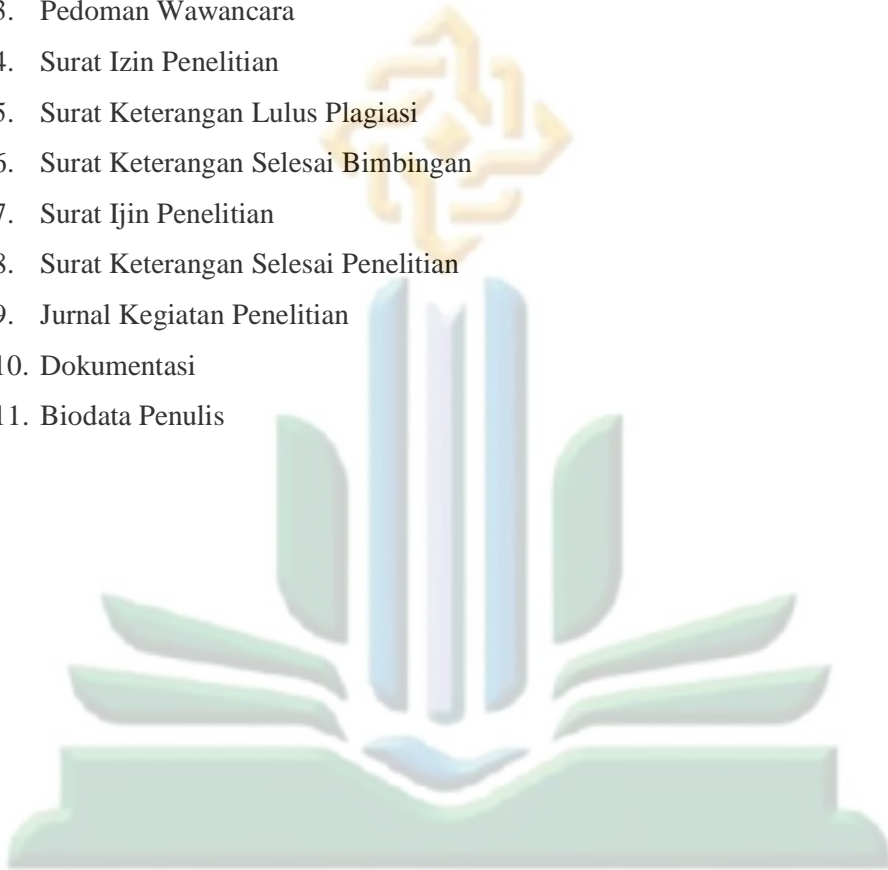 3. Pedoman Wawancara
4. Surat Izin Penelitian
5. Surat Keterangan Lulus Plagiasi
6. Surat Keterangan Selesai Bimbingan
7. Surat Ijin Penelitian
8. Surat Keterangan Selesai Penelitian
9. Jurnal Kegiatan Penelitian
10. Dokumentasi
11. Biodata Penulis